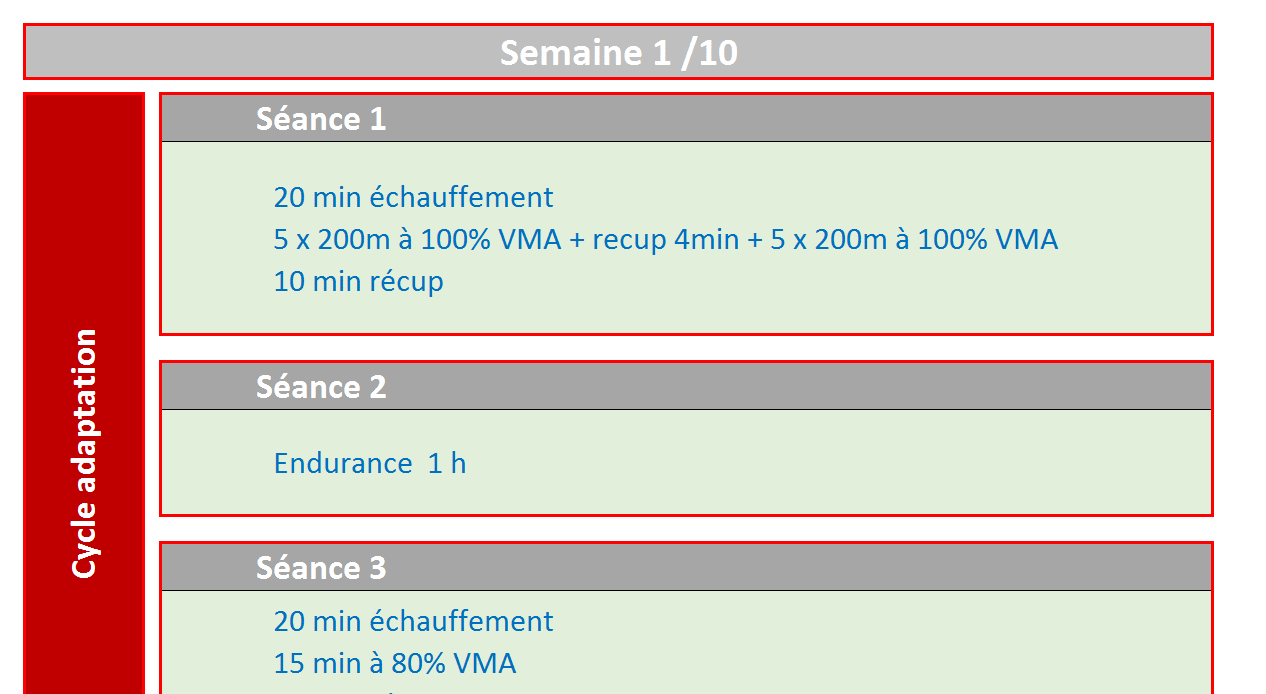 Semaine 1 /10
Cycle adaptation
Séance 1
20 min échauffement
5 x 200m à 100% VMA + recup 4min + 5 x 200m à 100% VMA
10 min récup
Séance 2
Endurance  1 h
Séance 3
20 min échauffement
15 min à 80% VMA